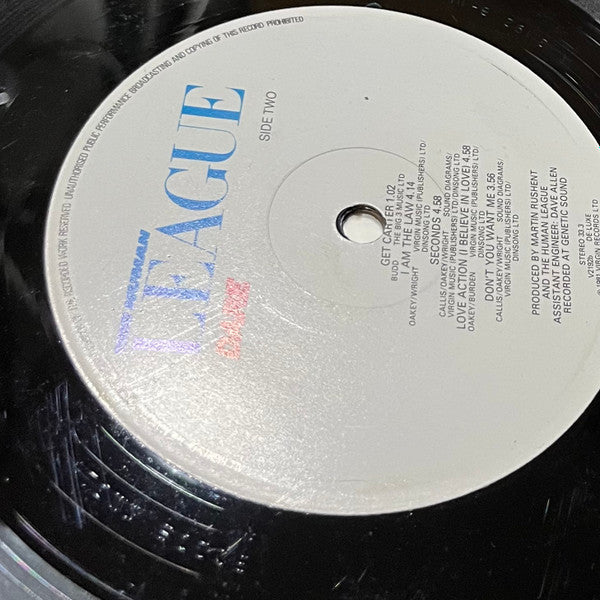 UNAUTHORISED PUBLIC PERFORMANCE BROADCASTING AND COPYING OF THIS RECORD PROHIBITED
HUMAN
LEAGUE
DARE
SIDE TWO
GET CARTER 1.02
BUDD THE BIG 3 MUSIC LTD
I AM THE LAW 4.14
OAKEY/WRIGHT VIRGIN MUSIC (PUBLISHERS) LTD/
DINSONG LTD
SECONDS 4.58
CALLIS/OAKEY/WRIGHT SOUND DIAGRAMS/
VIRGIN MUSIC (PUBLISHERS) LTD/DINSONG LTD
LOVE ACTION (I BELIEVE IN LOVE) 4.58
OAKEY/BURDEN VIRGIN MUSIC (PUBLISHERS) LTD/
DINSONG LTD
DON'T YOU WANT ME 3.56
CALLIS/OAKEY/WRIGHT SOUND DIAGRAMS/
VIRGIN MUSIC (PUBLISHERS) LTD/
DINSONG LTD
PRODUCED BY MARTIN RUSHENT
AND THE HUMAN LEAGUE
ASSISTANT ENGINEER: DAVE ALLEN
RECORDED AT GENETIC SOUND
STEREO 33.3
DE-LUXE
VIRGIN RECORDS LTD